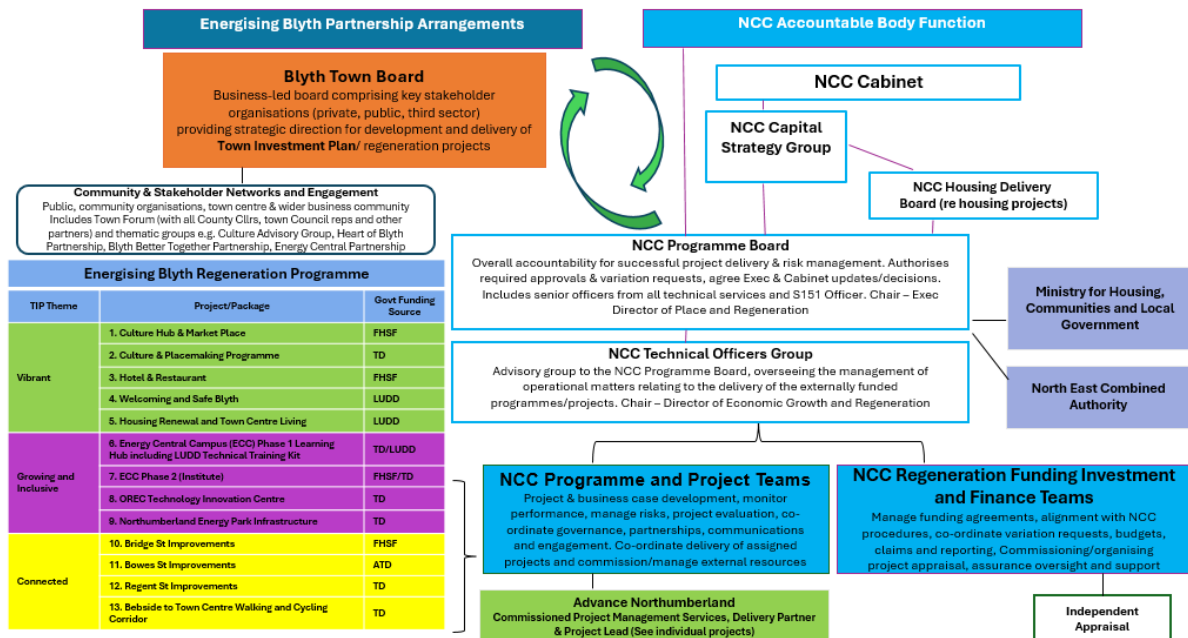 Energising Blyth Partnership Arrangements
NCC Accountable Body Function
Blyth Town Board
Business-led board comprising key stakeholder
organisations (private, public, third sector)
providing strategic direction for development and delivery of
Town Investment Plan/ regeneration projects
Community & Stakeholder Networks and Engagement
Public, community organisations, town centre & wider business community
Includes Town Forum (with all County Cllrs, town Council reps and other
partners) and thematic groups e.g. Culture Advisory Group, Heart of Blyth
Partnership, Blyth Better Together Partnership, Energy Central Partnership
NCC Cabinet
NCC Capital
Strategy Group
NCC Housing Delivery
Board (re housing projects)
NCC Programme Board
Overall accountability for successful project delivery & risk management. Authorises
required approvals & variation requests, agree Exec & Cabinet updates/decisions.
Includes senior officers from all technical services and S151 Officer. Chair – Exec
Director of Place and Regeneration
Ministry for Housing,
Communities and Local
Government
North East Combined
Authority
NCC Technical Officers Group
Advisory group to the NCC Programme Board, overseeing the management of
operational matters relating to the delivery of the externally funded
programmes/projects. Chair – Director of Economic Growth and Regeneration
Energising Blyth Regeneration Programme
TIP Theme
Project/Package
Govt Funding
Source
Vibrant
1. Culture Hub & Market Place
FHSF
2. Culture & Placemaking Programme
TD
3. Hotel & Restaurant
FHSF
4. Welcoming and Safe Blyth
LUDD
5. Housing Renewal and Town Centre Living
LUDD
Growing and
Inclusive
6. Energy Central Campus (ECC) Phase 1 Learning
Hub including LUDD Technical Training Kit
TD/LUDD
7. ECC Phase 2 (Institute)
FHSF/TD
8. OREC Technology Innovation Centre
TD
9. Northumberland Energy Park Infrastructure
TD
Connected
10. Bridge St Improvements
FHSF
11. Bowes St Improvements
ATD
12. Regent St Improvements
TD
13. Bebside to Town Centre Walking and Cycling
Corridor
TD
NCC Programme and Project Teams
Project & business case development, monitor
performance, manage risks, project evaluation, co-
ordinate governance, partnerships, communications
and engagement. Co-ordinate delivery of assigned
projects and commission/manage external resources
NCC Regeneration Funding Investment
and Finance Teams
Manage funding agreements, alignment with NCC
procedures, co-ordinate variation requests, budgets,
claims and reporting, Commissioning/organising
project appraisal, assurance oversight and support
Advance Northumberland
Commissioned Project Management Services, Delivery Partner
& Project Lead (See individual projects)
Independent
Appraisal